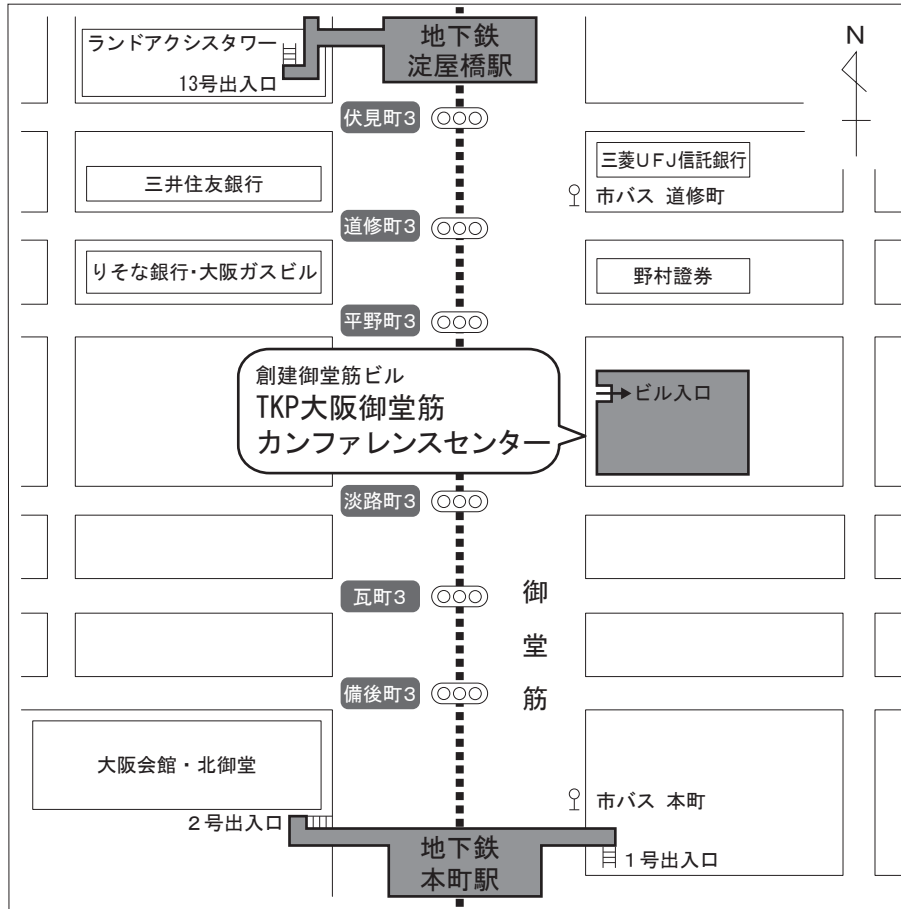 ランドアクシスタワー
13号出入口
地下鉄
淀屋橋駅
N
伏見町3
三菱UFJ信託銀行
三井住友銀行
市バス 道修町
道修町3
りそな銀行・大阪ガスビル
野村證券
平野町3
創建御堂筋ビル
TKP大阪御堂筋
カンファレンスセンター
ビル入口
淡路町3
瓦町3
御堂筋
備後町3
大阪会館・北御堂
市バス 本町
2号出入口
地下鉄
本町駅
1号出入口